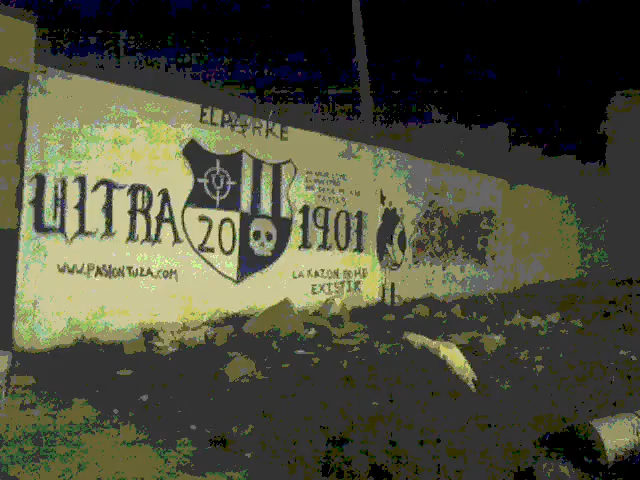 EL PARKE
ULTRA
20
1901
WWW.PASIONTUZA.COM
LA RAZON DE MI
EXISTIR